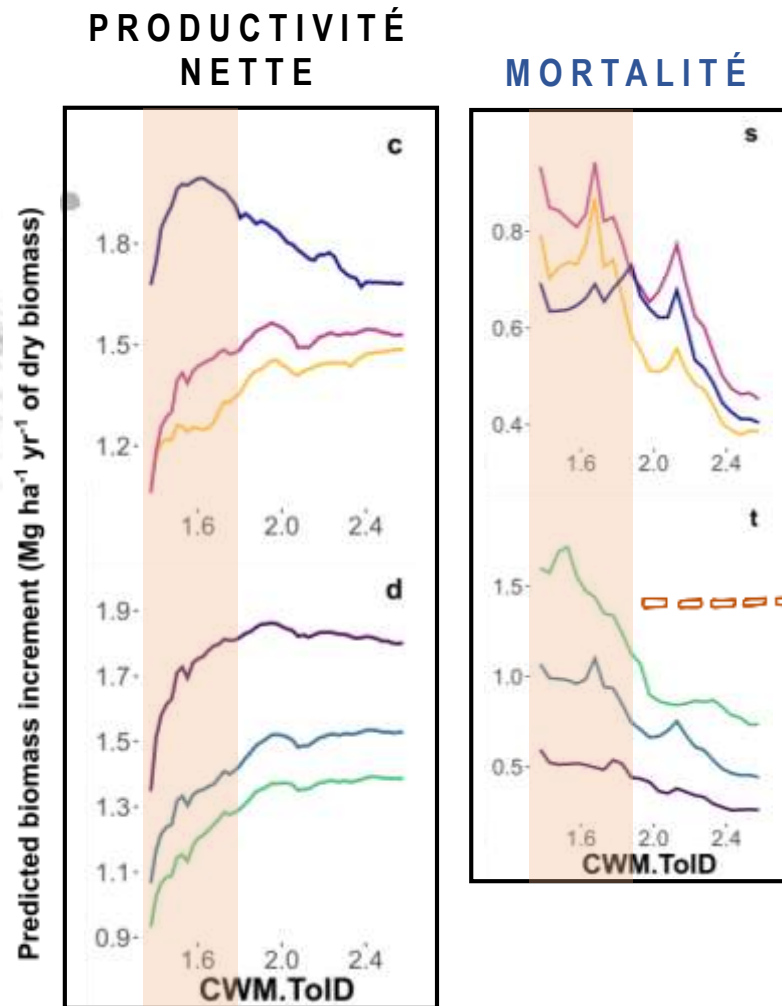 PRODUCTIVITÉ
NETTE
MORTALITÉ
Predicted biomass increment (Mg ha⁻¹ yr⁻¹ of dry biomass)
c
1.8
1.5
1.2
1.6 2.0 2.4
d
1.9
1.7
1.5
1.3
1.1
0.9
1.6 2.0 2.4
CWM.TolD
s
0.8
0.6
0.4
1.6 2.0 2.4
t
1.5
1.0
0.5
1.6 2.0 2.4
CWM.TolD